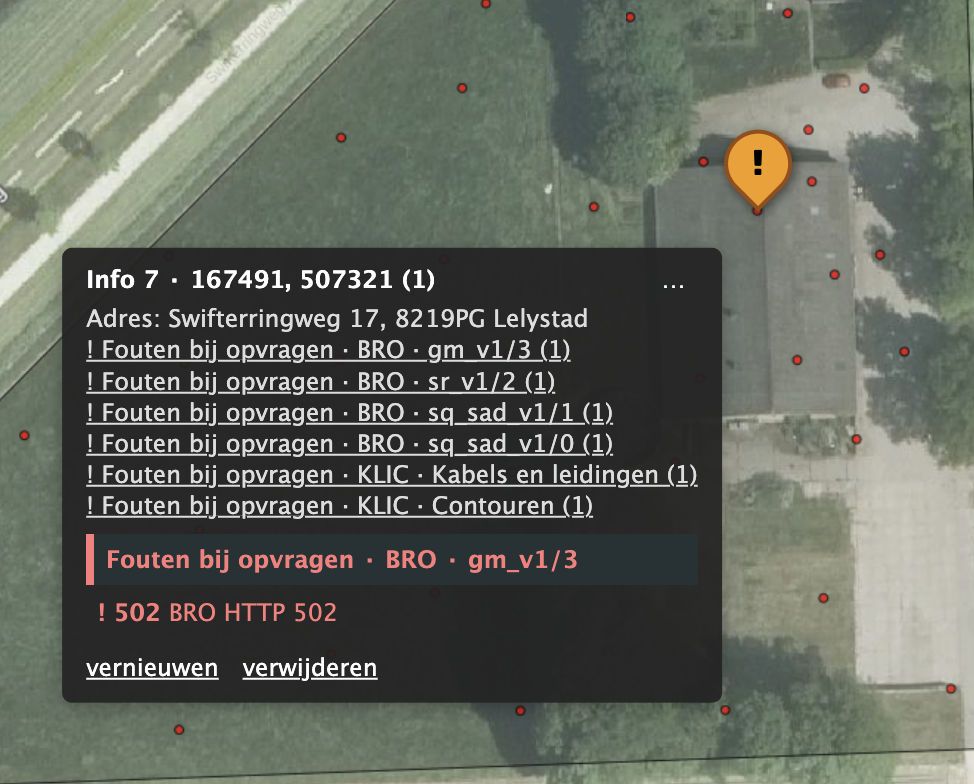 Swifterringweg
!
Info 7 · 167491, 507321 (1) ...
Adres: Swifterringweg 17, 8219PG Lelystad
! Fouten bij opvragen · BRO · gm_v1/3 (1)
! Fouten bij opvragen · BRO · sr_v1/2 (1)
! Fouten bij opvragen · BRO · sq_sad_v1/1 (1)
! Fouten bij opvragen · BRO · sq_sad_v1/0 (1)
! Fouten bij opvragen · KLIC · Kabels en leidingen (1)
! Fouten bij opvragen · KLIC · Contouren (1)
Fouten bij opvragen · BRO · gm_v1/3
! 502 BRO HTTP 502
vernieuwen verwijderen